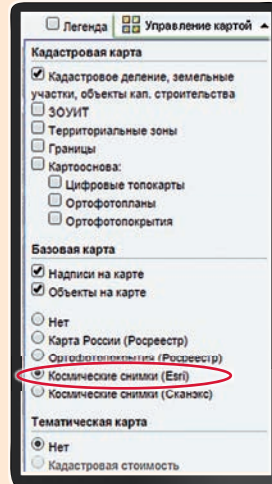 Легенда Управление картой
Кадастровая карта
Кадастровое деление, земельные
участки, объекты кап. строительства
ЗОУИТ
Территориальные зоны
Границы
Картооснова:
Цифровые топокарты
Ортофотопланы
Ортофотопокрытия
Базовая карта
Надписи на карте
Объекты на карте
Нет
Карта России (Росреестр)
Ортофотопокрытия (Росреестр)
Космические снимки (Esri)
Космические снимки (Сканэкс)
Тематическая карта
Нет
Кадастровая стоимость